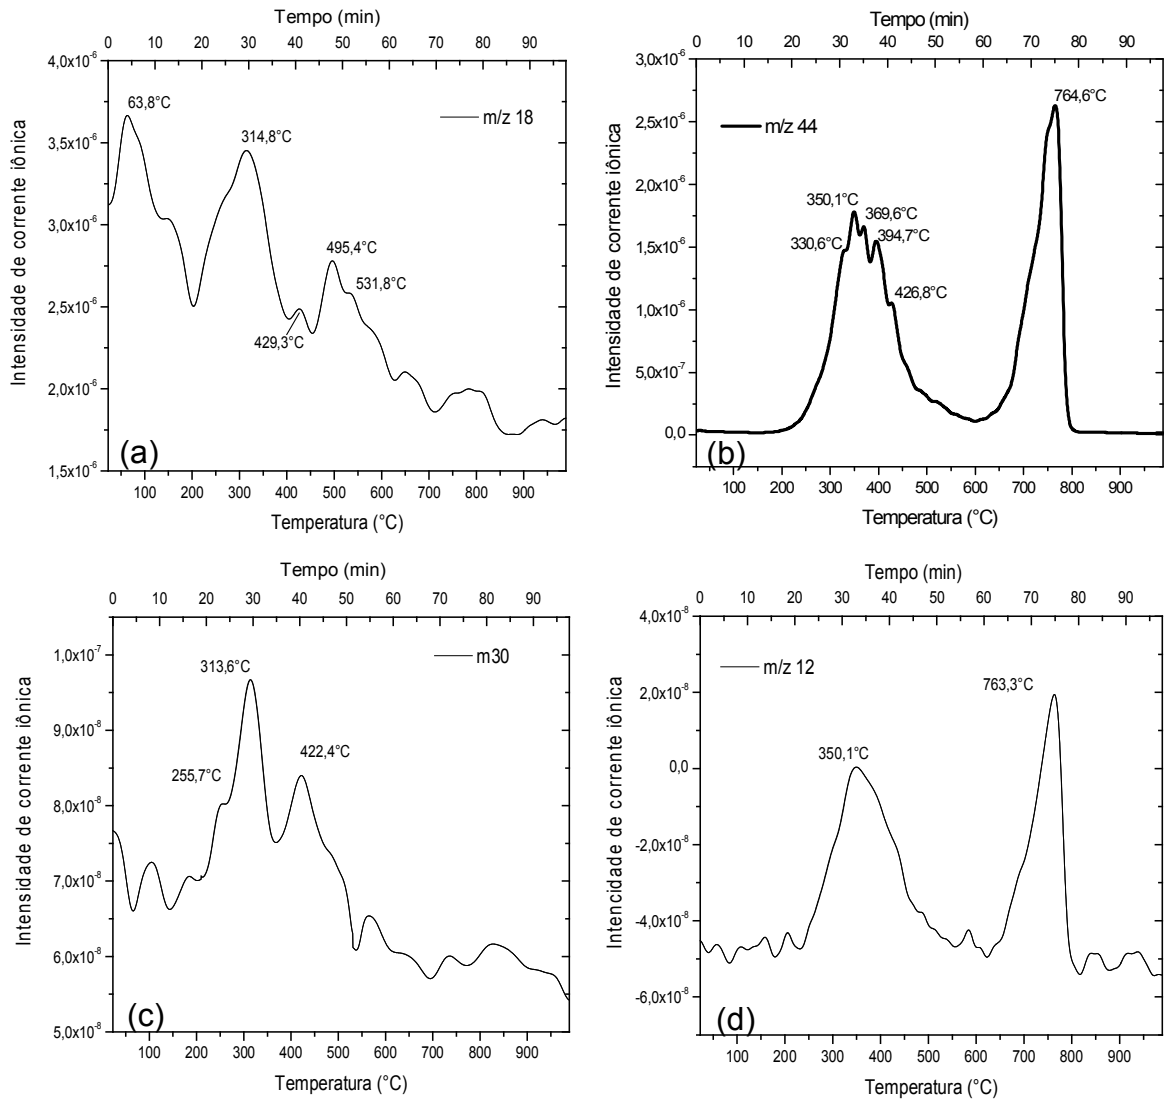 Tempo (min)
0 10 20 30 40 50 60 70 80 90
4,0x10⁻⁶
3,5x10⁻⁶
3,0x10⁻⁶
2,5x10⁻⁶
2,0x10⁻⁶
1,5x10⁻⁶
Intensidade de corrente iônica
63,8°C
314,8°C
m/z 18
495,4°C
531,8°C
429,3°C
(a)
100 200 300 400 500 600 700 800 900
Temperatura (°C)
Tempo (min)
0 10 20 30 40 50 60 70 80 90
3,0x10⁻⁶
2,5x10⁻⁶
2,0x10⁻⁶
1,5x10⁻⁶
1,0x10⁻⁶
5,0x10⁻⁷
0,0
Intensidade de corrente iônica
764,6°C
m/z 44
350,1°C
369,6°C
330,6°C
394,7°C
426,8°C
(b)
100 200 300 400 500 600 700 800 900
Temperatura (°C)
Tempo (min)
0 10 20 30 40 50 60 70 80 90
1,0x10⁻⁷
9,0x10⁻⁸
8,0x10⁻⁸
7,0x10⁻⁸
6,0x10⁻⁸
5,0x10⁻⁸
Intensidade de corrente iônica
313,6°C
m30
422,4°C
255,7°C
(c)
100 200 300 400 500 600 700 800 900
Temperatura (°C)
Tempo (min)
0 10 20 30 40 50 60 70 80 90
4,0x10⁻⁸
2,0x10⁻⁸
0,0
-2,0x10⁻⁸
-4,0x10⁻⁸
-6,0x10⁻⁸
Intencidade de corrente iônica
m/z 12
763,3°C
350,1°C
(d)
100 200 300 400 500 600 700 800 900
Temperatura (°C)